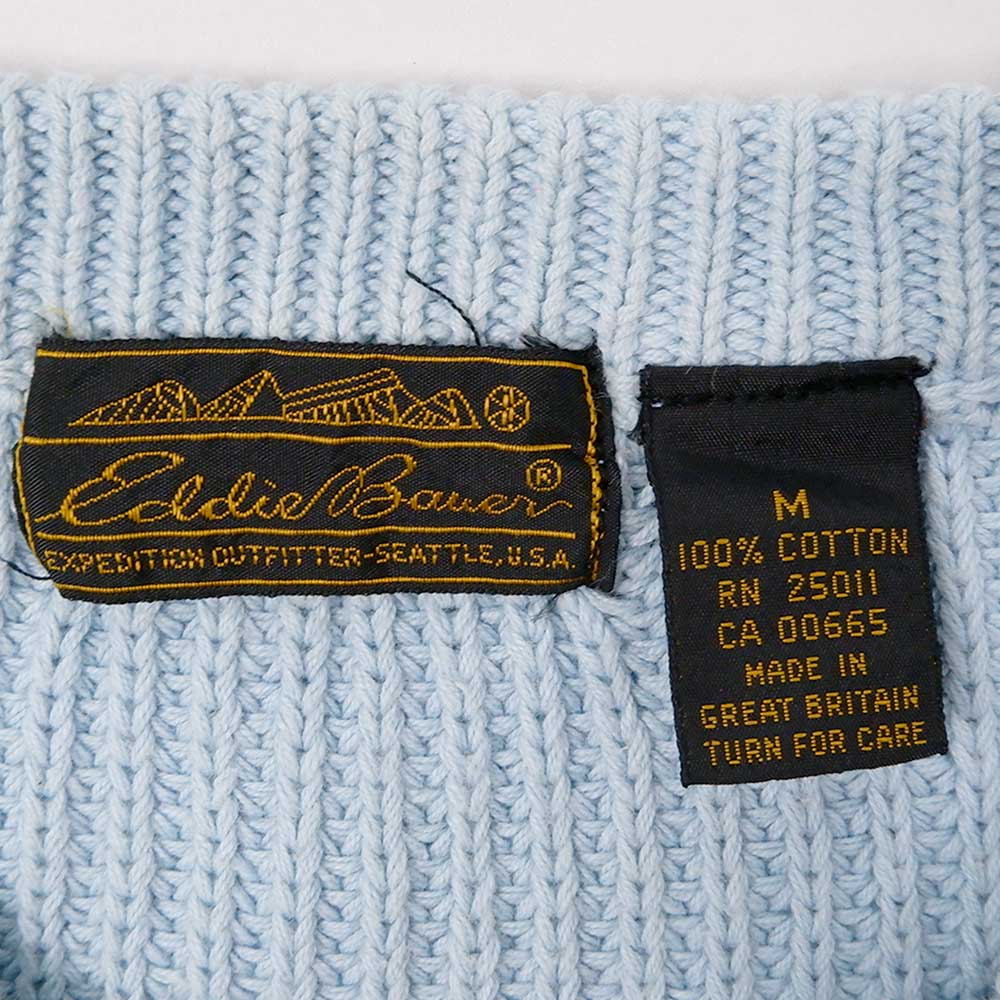 Eddie Bauer®
EXPEDITION OUTFITTER-SEATTLE, U.S.A.
M
100% COTTON
RN 25011
CA 00665
MADE IN
GREAT BRITAIN
TURN FOR CARE